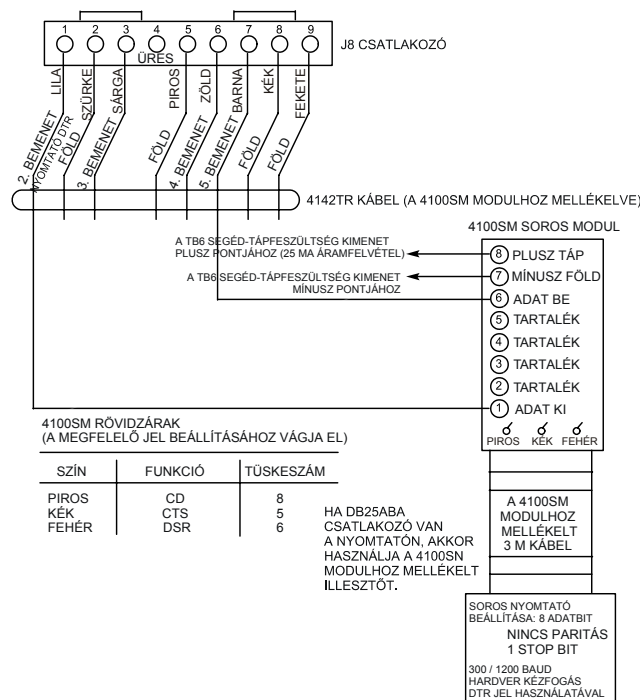 1 2 3 4 5 6 7 8 9
J8 CSATLAKOZÓ
ÜRES
LILA
SZÜRKE
SÁRGA
PIROS
ZÖLD
BARNA
KÉK
FEKETE
2. BEMENET
NYOMTATÓ DTR
FÖLD
3. BEMENET
FÖLD
4. BEMENET
5. BEMENET
FÖLD
FÖLD
4142TR KÁBEL (A 4100SM MODULHOZ MELLÉKELVE)
4100SM SOROS MODUL
A TB6 SEGÉD-TÁPFESZÜLTSÉG KIMENET
PLUSZ PONTJÁHOZ (25 MA ÁRAMFELVÉTEL)
A TB6 SEGÉD-TÁPFESZÜLTSÉG KIMENET
MÍNUSZ PONTJÁHOZ
8 PLUSZ TÁP
7 MÍNUSZ FÖLD
6 ADAT BE
5 TARTALÉK
4 TARTALÉK
3 TARTALÉK
2 TARTALÉK
1 ADAT KI
PIROS KÉK FEHÉR
4100SM RÖVIDZÁRAK
(A MEGFELELŐ JEL BEÁLLÍTÁSÁHOZ VÁGJA EL)
SZÍN FUNKCIÓ TÜSKESZÁM
PIROS CD 8
KÉK CTS 5
FEHÉR DSR 6
HA DB25ABA
CSATLAKOZÓ VAN
A NYOMTATÓN, AKKOR
HASZNÁLJA A 4100SN
MODULHOZ MELLÉKELT
ILLESZTŐT.
A 4100SM
MODULHOZ
MELLÉKELT
3 M KÁBEL
SOROS NYOMTATÓ
BEÁLLÍTÁSA: 8 ADATBIT
NINCS PARITÁS
1 STOP BIT
300 / 1200 BAUD
HARDVER KÉZFOGÁS
DTR JEL HASZNÁLATÁVAL